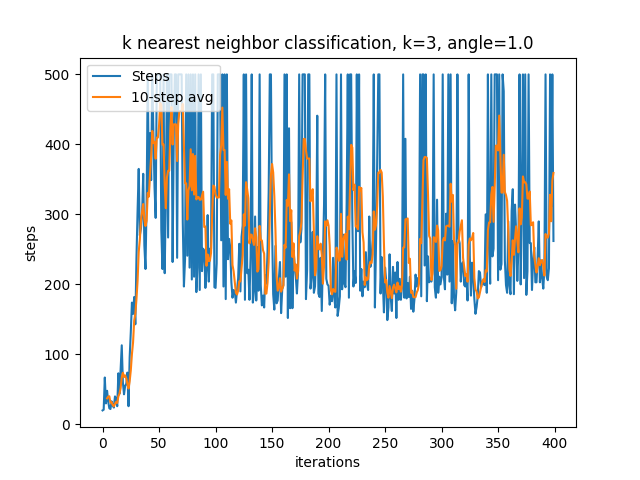 k nearest neighbor classification, k=3, angle=1.0
Steps
10-step avg
steps
500
400
300
200
100
0
0 50 100 150 200 250 300 350 400
iterations